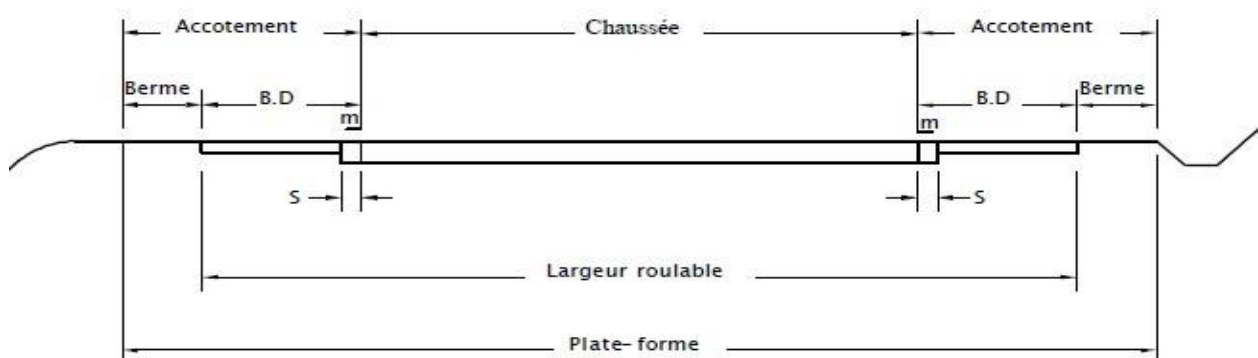 Accotement Chaussée Accotement
Berme B.D B.D Berme
m m
S S
Largeur roulable
Plate-forme